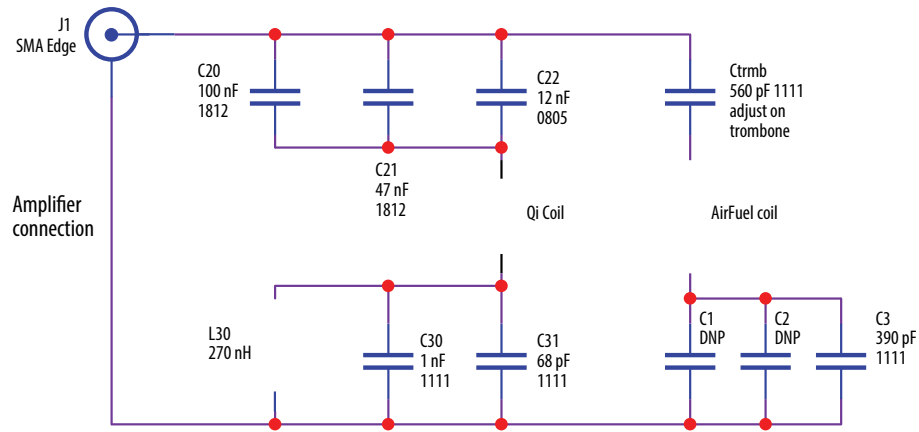 J1
SMA Edge
C20
100 nF
1812
C21
47 nF
1812
C22
12 nF
0805
Ctrmb
560 pF 1111
adjust on
trombone
Amplifier
connection
Qi Coil
AirFuel coil
L30
270 nH
C30
1 nF
1111
C31
68 pF
1111
C1
DNP
C2
DNP
C3
390 pF
1111